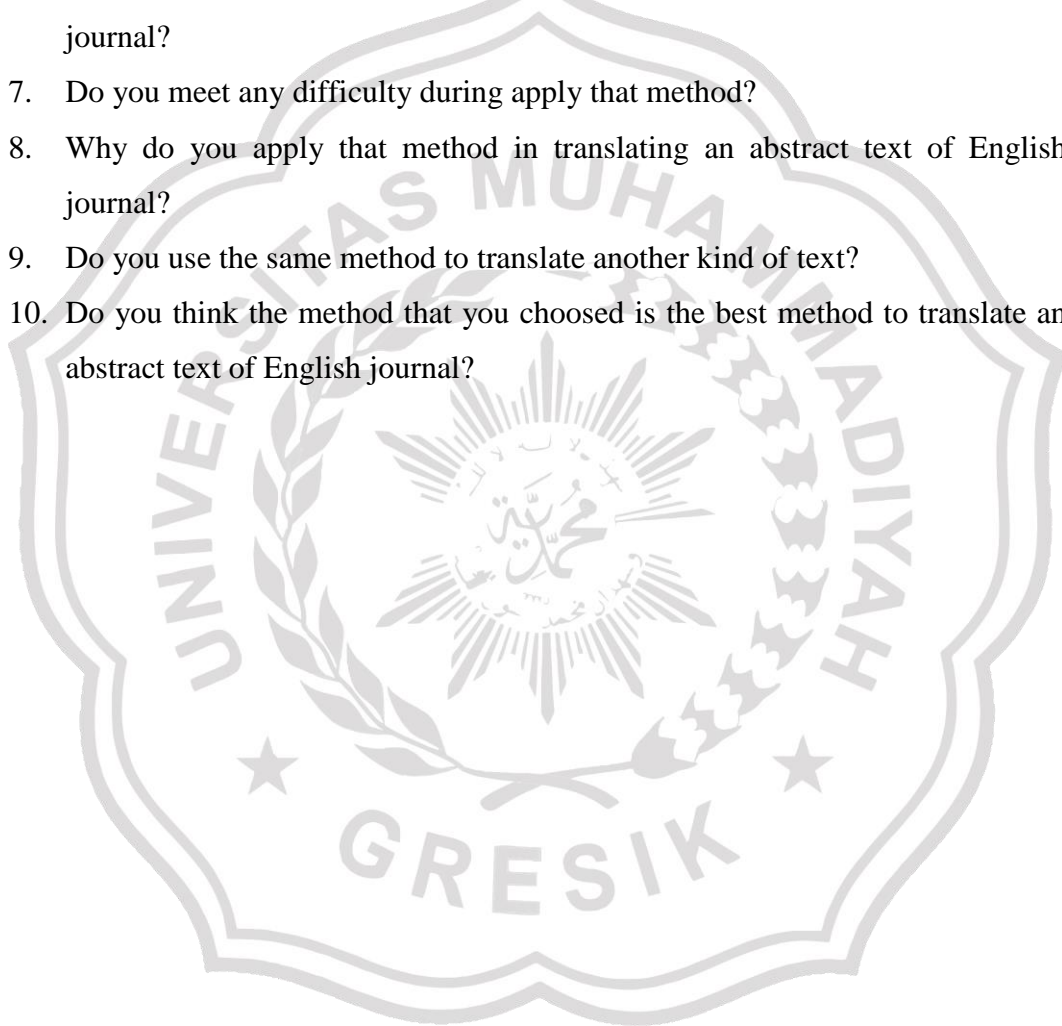 journal?
7. Do you meet any difficulty during apply that method?
8. Why do you apply that method in translating an abstract text of English
journal?
9. Do you use the same method to translate another kind of text?
10. Do you think the method that you choosed is the best method to translate an
abstract text of English journal?
UNIVERSITAS MUHAMMADIYAH
GRESIK